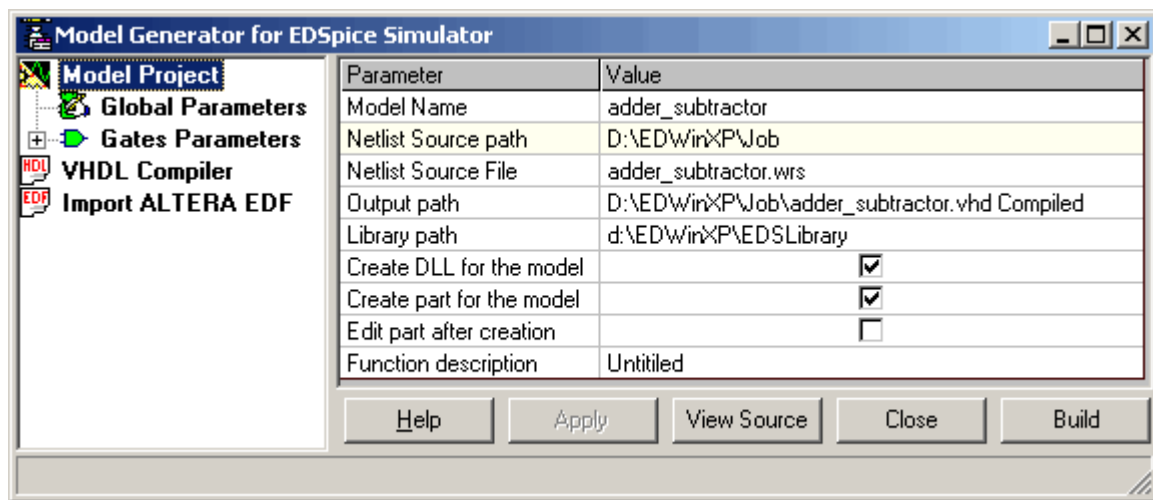 Model Generator for EDSpice Simulator
Model Project
Global Parameters
Gates Parameters
HDL VHDL Compiler
EDF Import ALTERA EDF
Parameter Value
Model Name adder_subtractor
Netlist Source path D:\EDWinXP\Job
Netlist Source File adder_subtractor.wrs
Output path D:\EDWinXP\Job\adder_subtractor.vhd Compiled
Library path d:\EDWinXP\EDSLibrary
Create DLL for the model
Create part for the model
Edit part after creation
Function description Untitiled
Help Apply View Source Close Build